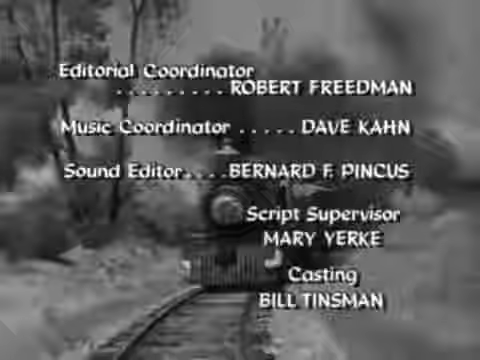 Editorial Coordinator
. . . . . . . . . ROBERT FREEDMAN
Music Coordinator . . . . . DAVE KAHN
Sound Editor. . . . BERNARD F. PINCUS
Script Supervisor
MARY YERKE
Casting
BILL TINSMAN